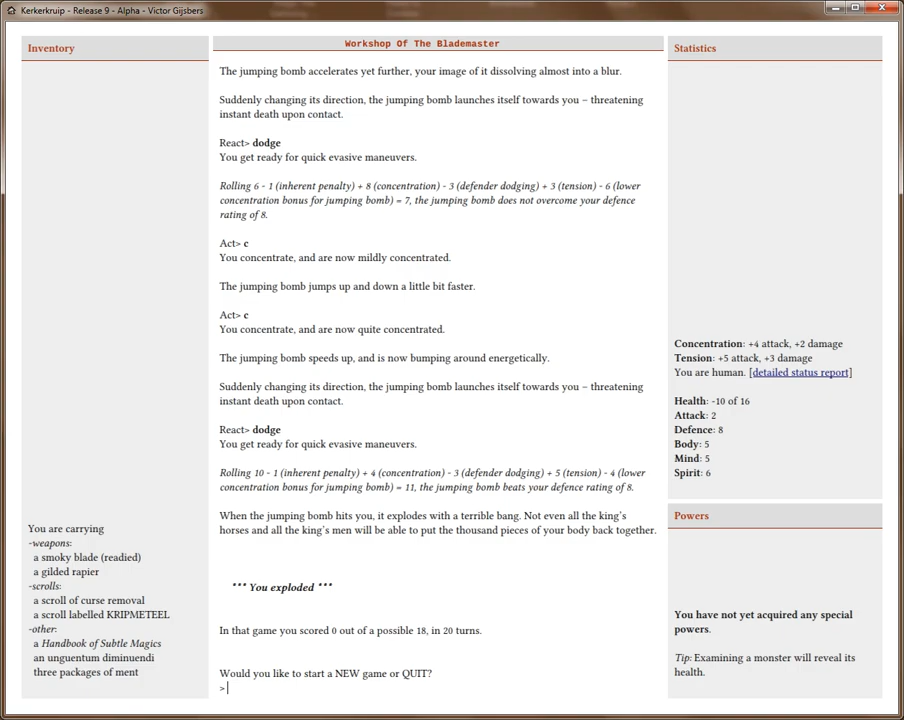 Kerkerkruip - Release 9 - Alpha - Victor Gijsbers
Inventory
You are carrying
-weapons:
a smoky blade (readied)
a gilded rapier
-scrolls:
a scroll of curse removal
a scroll labelled KRIPMETEEL
-other:
a Handbook of Subtle Magics
an unguentum diminuendi
three packages of ment
Workshop Of The Blademaster
The jumping bomb accelerates yet further, your image of it dissolving almost into a blur.
Suddenly changing its direction, the jumping bomb launches itself towards you – threatening
instant death upon contact.
React> dodge
You get ready for quick evasive maneuvers.
Rolling 6 - 1 (inherent penalty) + 8 (concentration) - 3 (defender dodging) + 3 (tension) - 6 (lower
concentration bonus for jumping bomb) = 7, the jumping bomb does not overcome your defence
rating of 8.
Act> c
You concentrate, and are now mildly concentrated.
The jumping bomb jumps up and down a little bit faster.
Act> c
You concentrate, and are now quite concentrated.
The jumping bomb speeds up, and is now bumping around energetically.
Suddenly changing its direction, the jumping bomb launches itself towards you – threatening
instant death upon contact.
React> dodge
You get ready for quick evasive maneuvers.
Rolling 10 - 1 (inherent penalty) + 4 (concentration) - 3 (defender dodging) + 5 (tension) - 4 (lower
concentration bonus for jumping bomb) = 11, the jumping bomb beats your defence rating of 8.
When the jumping bomb hits you, it explodes with a terrible bang. Not even all the king's
horses and all the king's men will be able to put the thousand pieces of your body back together.
*** You exploded ***
In that game you scored 0 out of a possible 18, in 20 turns.
Would you like to start a NEW game or QUIT?
>
Statistics
Concentration: +4 attack, +2 damage
Tension: +5 attack, +3 damage
You are human. [detailed status report]
Health: -10 of 16
Attack: 2
Defence: 8
Body: 5
Mind: 5
Spirit: 6
Powers
You have not yet acquired any special
powers.
Tip: Examining a monster will reveal its
health.